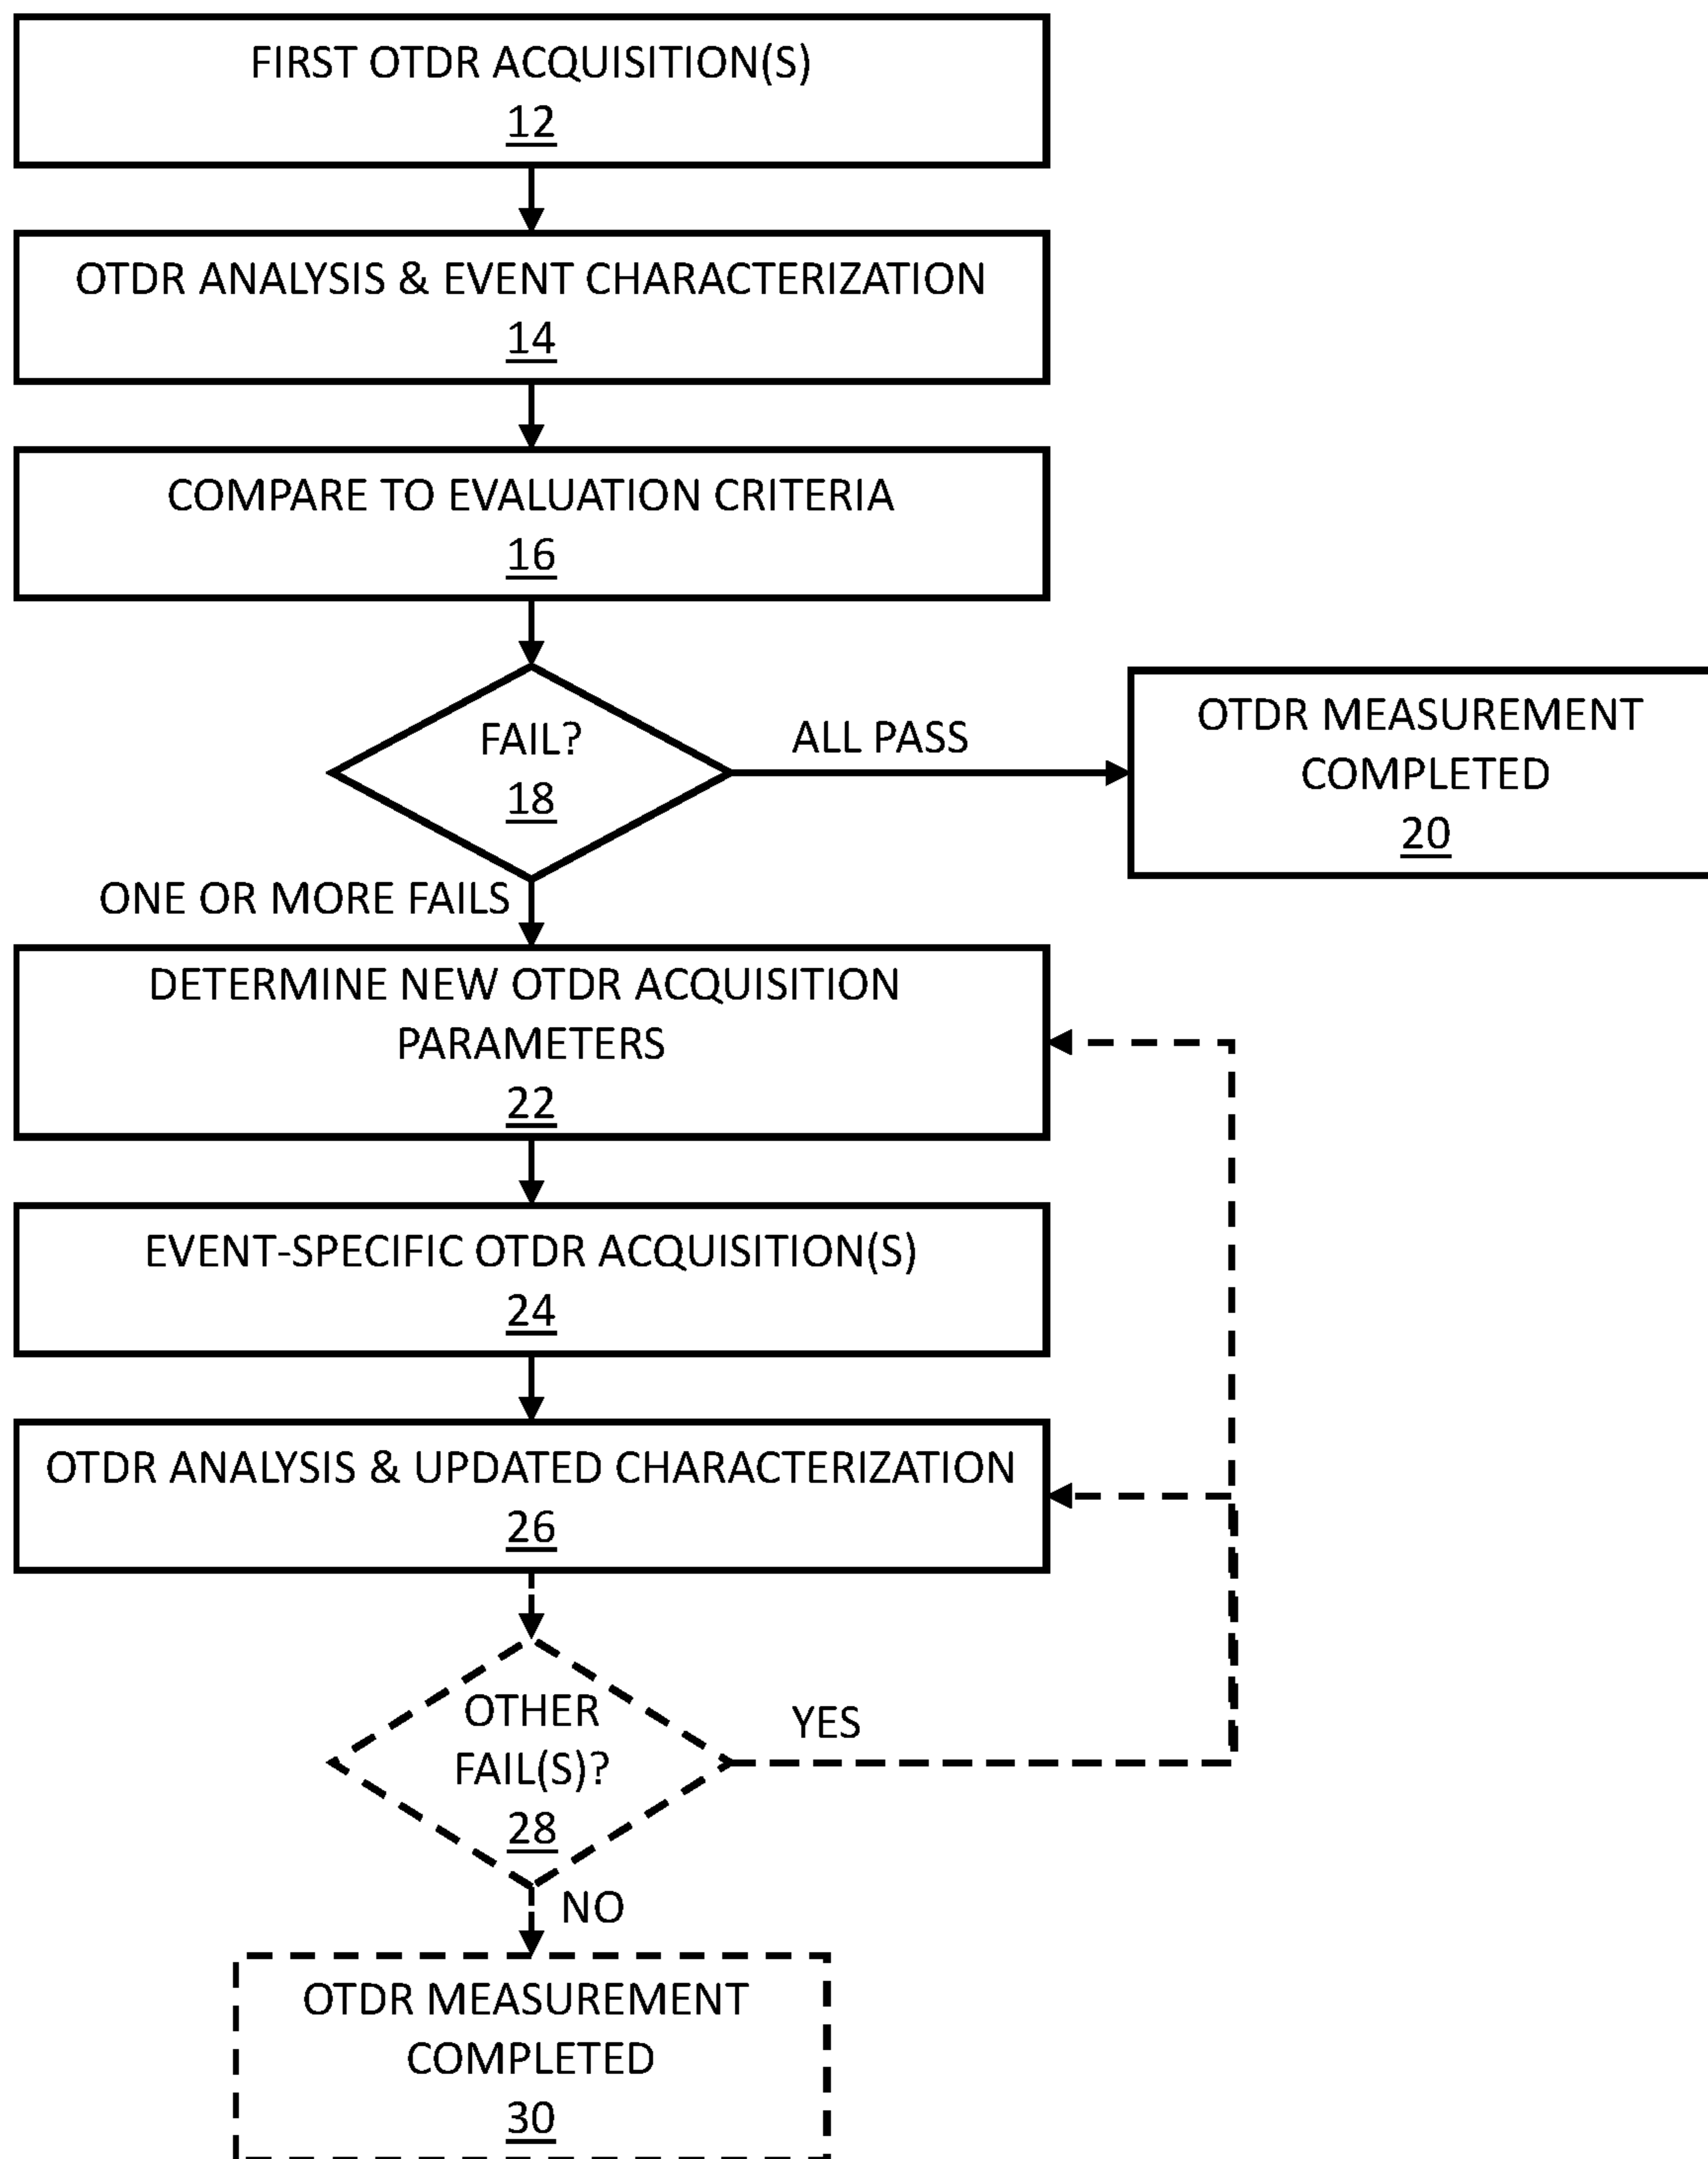 FIRST OTDR ACQUISITION(S)
12
OTDR ANALYSIS & EVENT CHARACTERIZATION
14
COMPARE TO EVALUATION CRITERIA
16
FAIL?
18
ALL PASS
OTDR MEASUREMENT
COMPLETED
20
ONE OR MORE FAILS
DETERMINE NEW OTDR ACQUISITION
PARAMETERS
22
EVENT-SPECIFIC OTDR ACQUISITION(S)
24
OTDR ANALYSIS & UPDATED CHARACTERIZATION
26
OTHER
FAIL(S)?
28
YES
NO
OTDR MEASUREMENT
COMPLETED
30